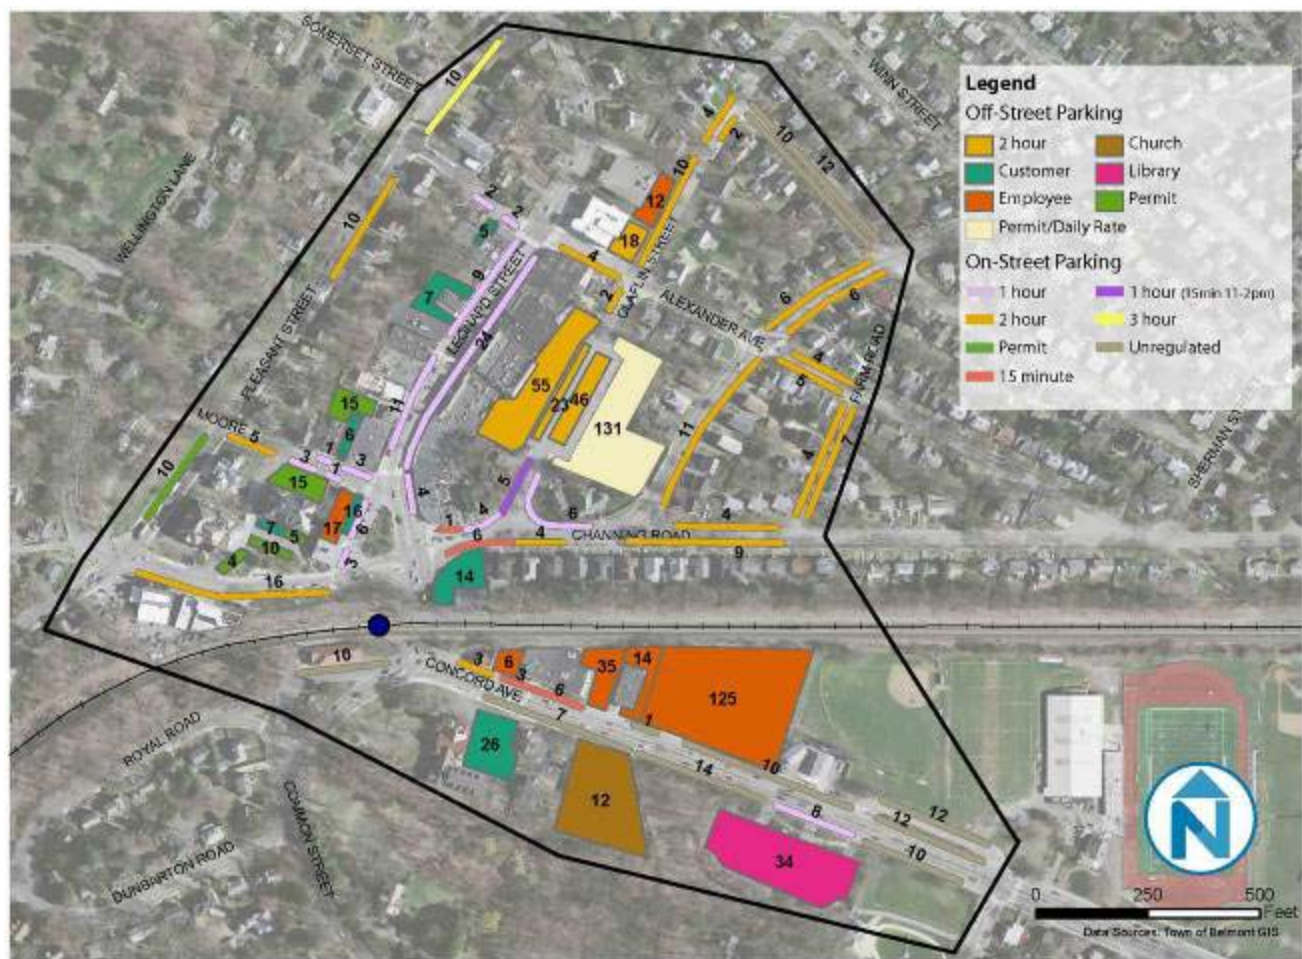 SOMERSET STREET
10
WINN STREET
Legend
Off-Street Parking
2 hour
Church
Customer
Library
Employee
Permit
Permit/Daily Rate
On-Street Parking
1 hour
1 hour (15min 11-2pm)
2 hour
3 hour
Permit
Unregulated
15 minute
4
2
10
12
10
12
WELLINGTON LANE
10
2
2
5
18
4
2
CLAFLIN STREET
ALEXANDER AVE
6
6
9
7
LEONARD STREET
24
PLEASANT STREET
55
23
46
131
4
5
FARM ROAD
11
11
4
7
SHERMAN STREET
15
6
MOORE
5
1
3
1
3
10
15
4
5
16
17
6
7
5
10
4
3
16
1
4
6
6
4
CHANNING ROAD
4
9
14
10
CONCORD AVE
3
6
3
6
35
14
125
7
1
26
12
14
10
8
12
12
10
34
ROYAL ROAD
COMMON STREET
DUNBARTON ROAD
N
0
250
500
Feet
Data Sources: Town of Belmont GIS